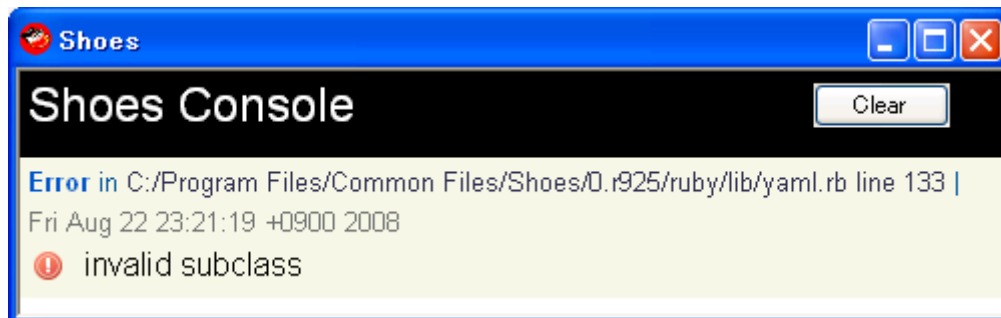 Shoes
Shoes Console
Clear
Error in C:/Program Files/Common Files/Shoes/0.r925/ruby/lib/yaml.rb line 133 |
Fri Aug 22 23:21:19 +0900 2008
invalid subclass